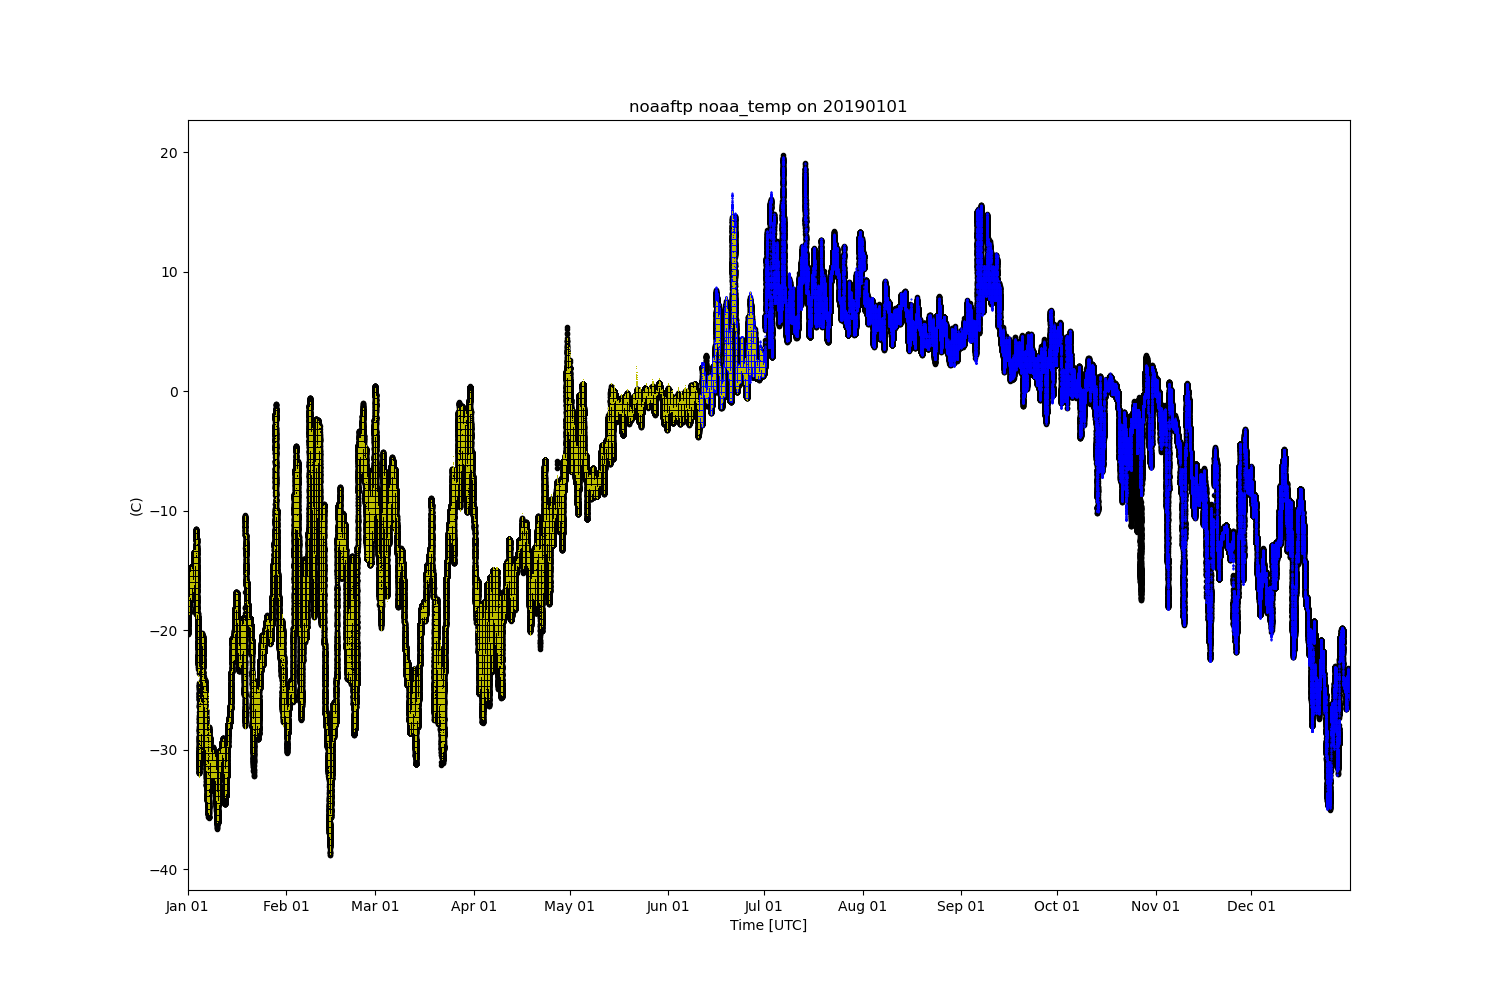 noaaftp noaa_temp on 20190101
20
10
0
−10
−20
−30
−40
(C)
Jan 01 Feb 01 Mar 01 Apr 01 May 01 Jun 01 Jul 01 Aug 01 Sep 01 Oct 01 Nov 01 Dec 01
Time [UTC]